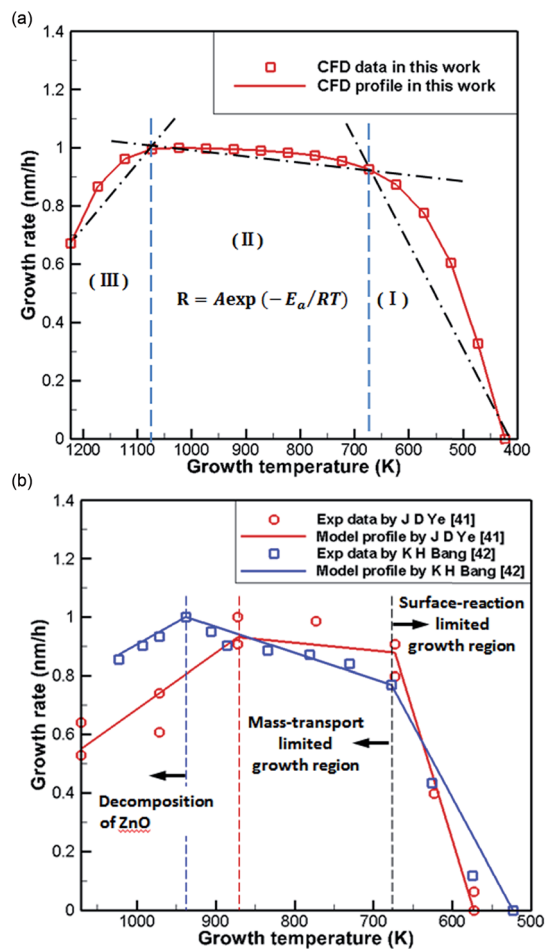 (a)
1.4
1.2
1
0.8
0.6
0.4
0.2
0
Growth rate (nm/h)
CFD data in this work
CFD profile in this work
(II)
(III)
(I)
R = Aexp (−Eₐ/RT)
1200 1100 1000 900 800 700 600 500 400
Growth temperature (K)
(b)
1.4
1.2
1
0.8
0.6
0.4
0.2
0
Growth rate (nm/h)
Exp data by J D Ye [41]
Model profile by J D Ye [41]
Exp data by K H Bang [42]
Model profile by K H Bang [42]
Surface-reaction
limited
growth region
Mass-transport
limited
growth region
Decomposition
of ZnO
1000 900 800 700 600 500
Growth temperature (K)